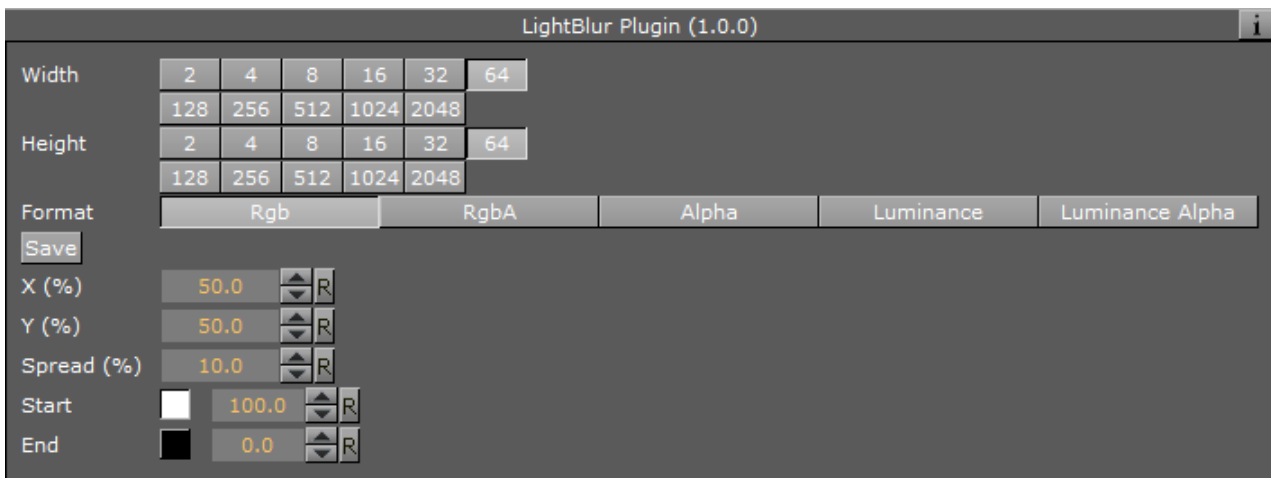 LightBlur Plugin (1.0.0) i
Width 2 4 8 16 32 64
128 256 512 1024 2048
Height 2 4 8 16 32 64
128 256 512 1024 2048
Format Rgb RgbA Alpha Luminance Luminance Alpha
Save
X (%) 50.0 R
Y (%) 50.0 R
Spread (%) 10.0 R
Start 100.0 R
End 0.0 R